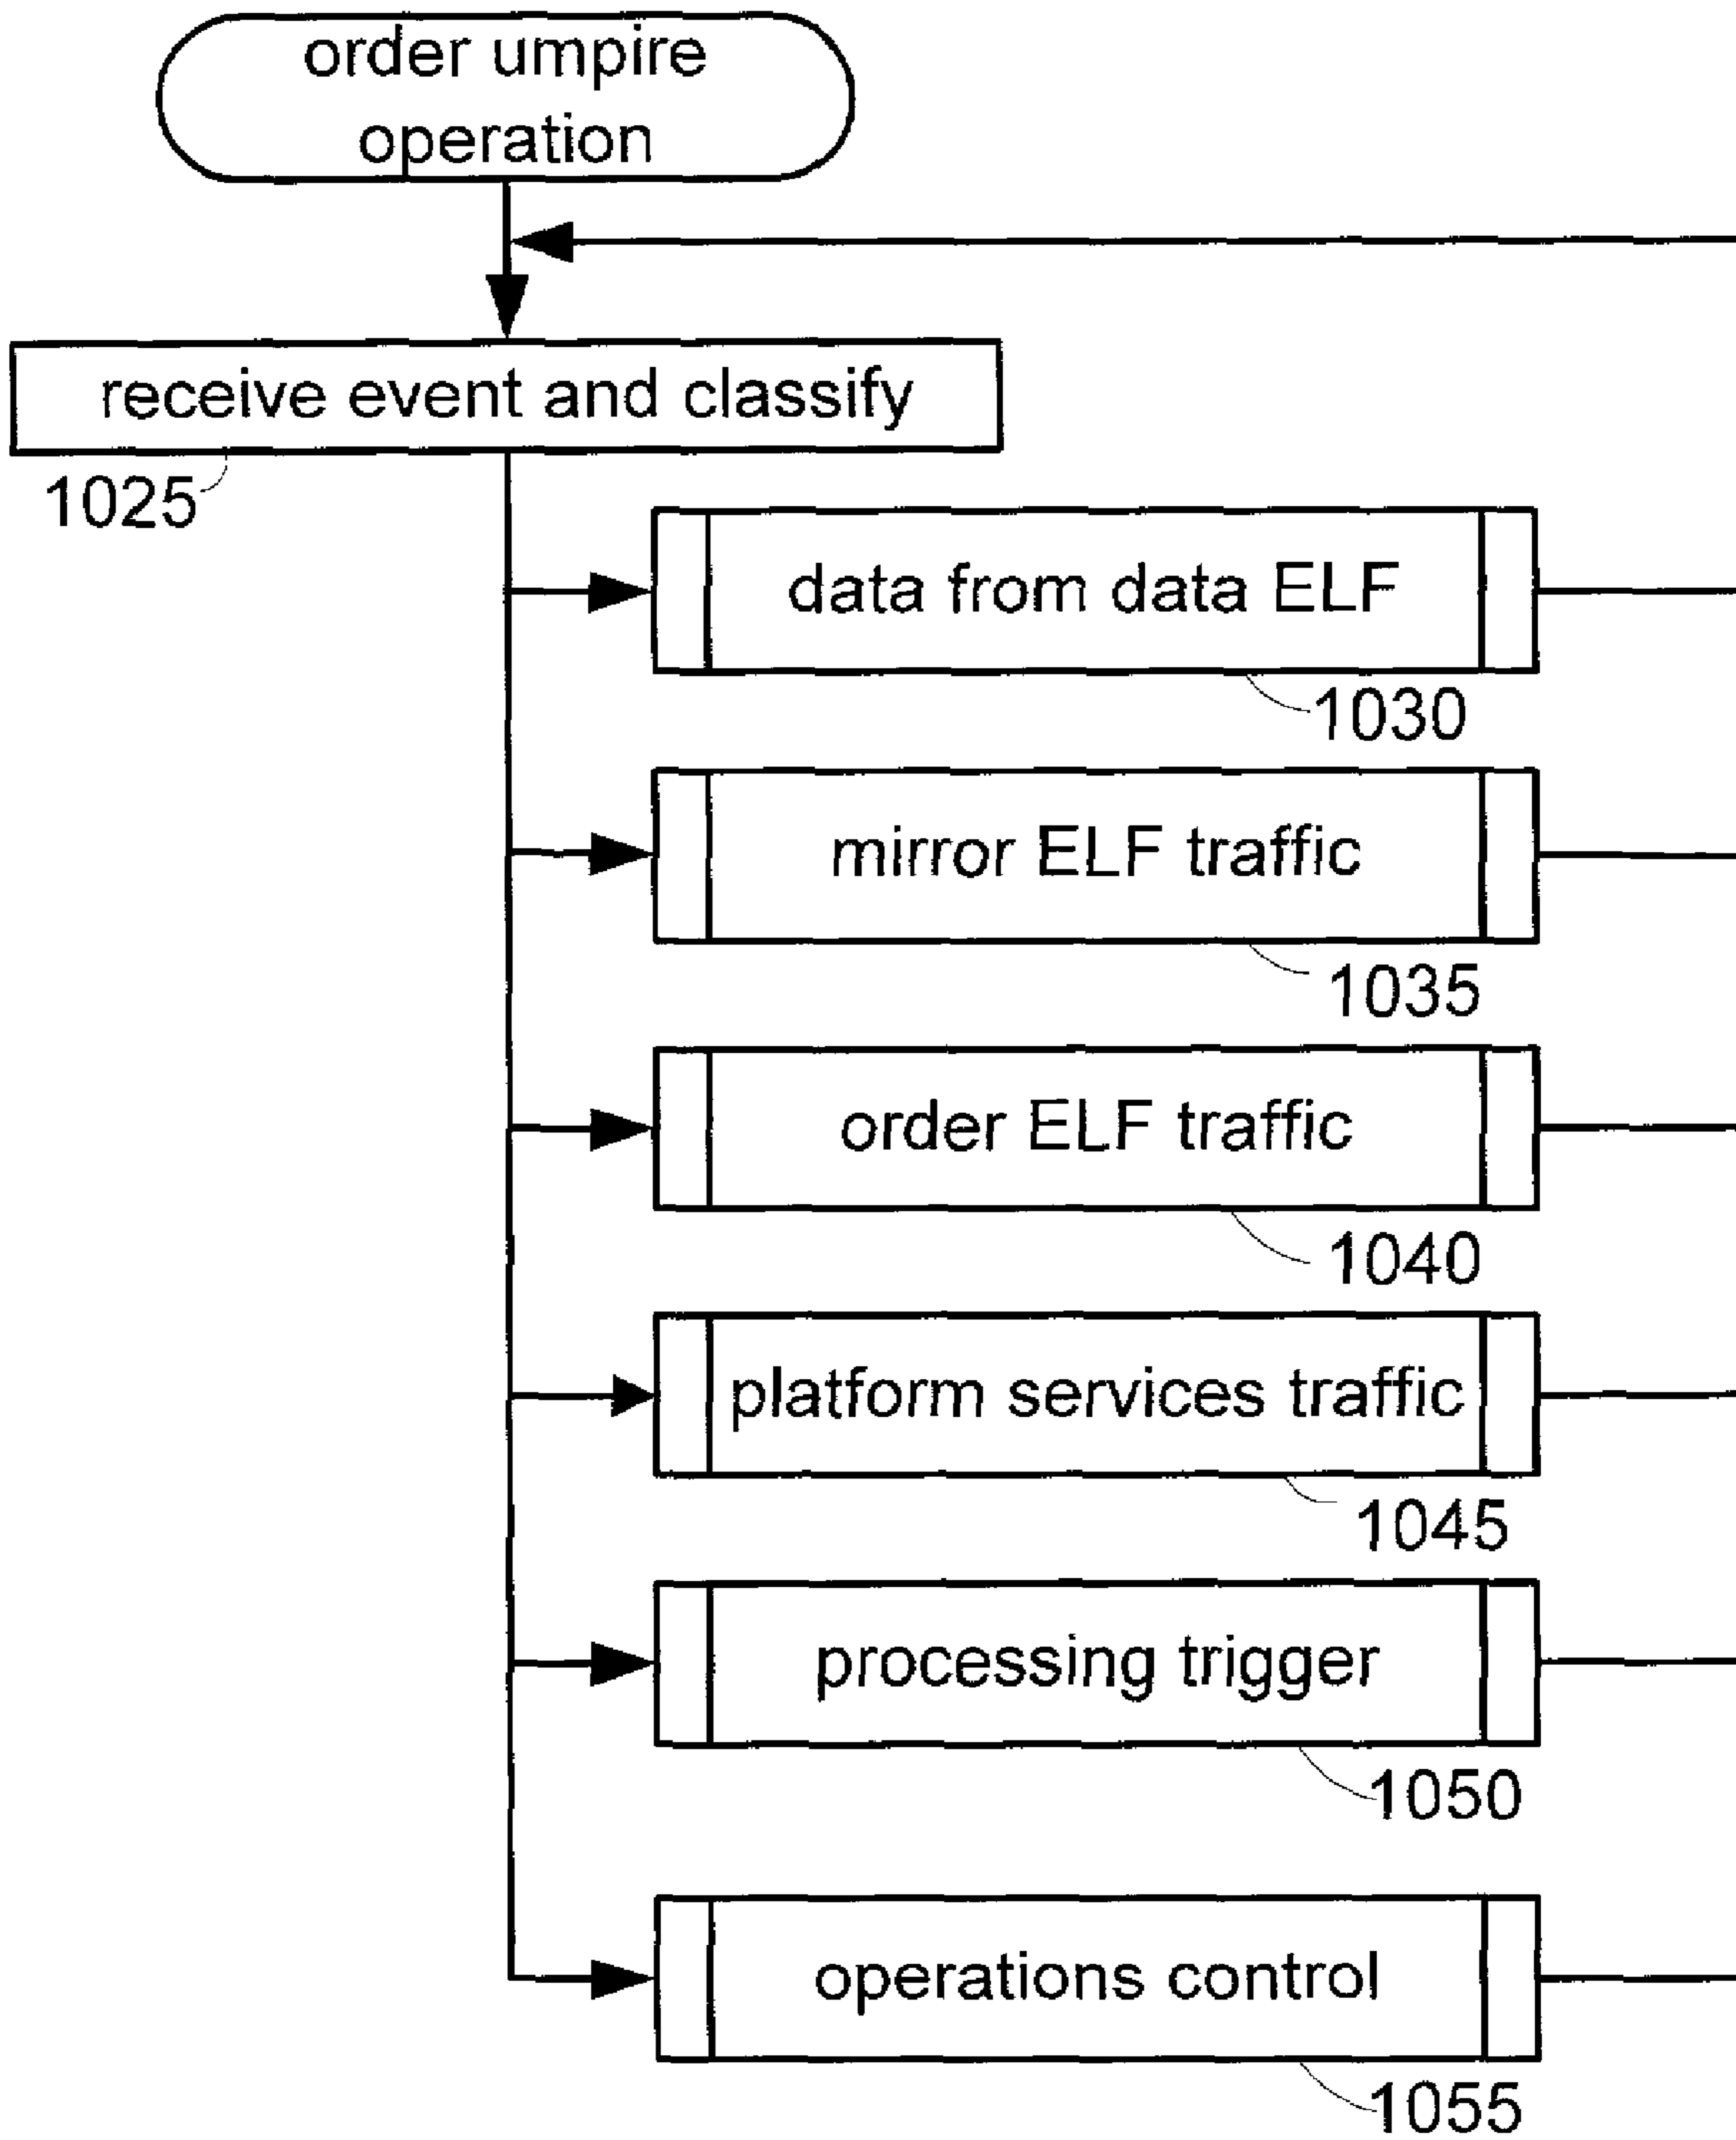 order umpire
operation
receive event and classify
1025
data from data ELF
1030
mirror ELF traffic
1035
order ELF traffic
1040
platform services traffic
1045
processing trigger
1050
operations control
1055